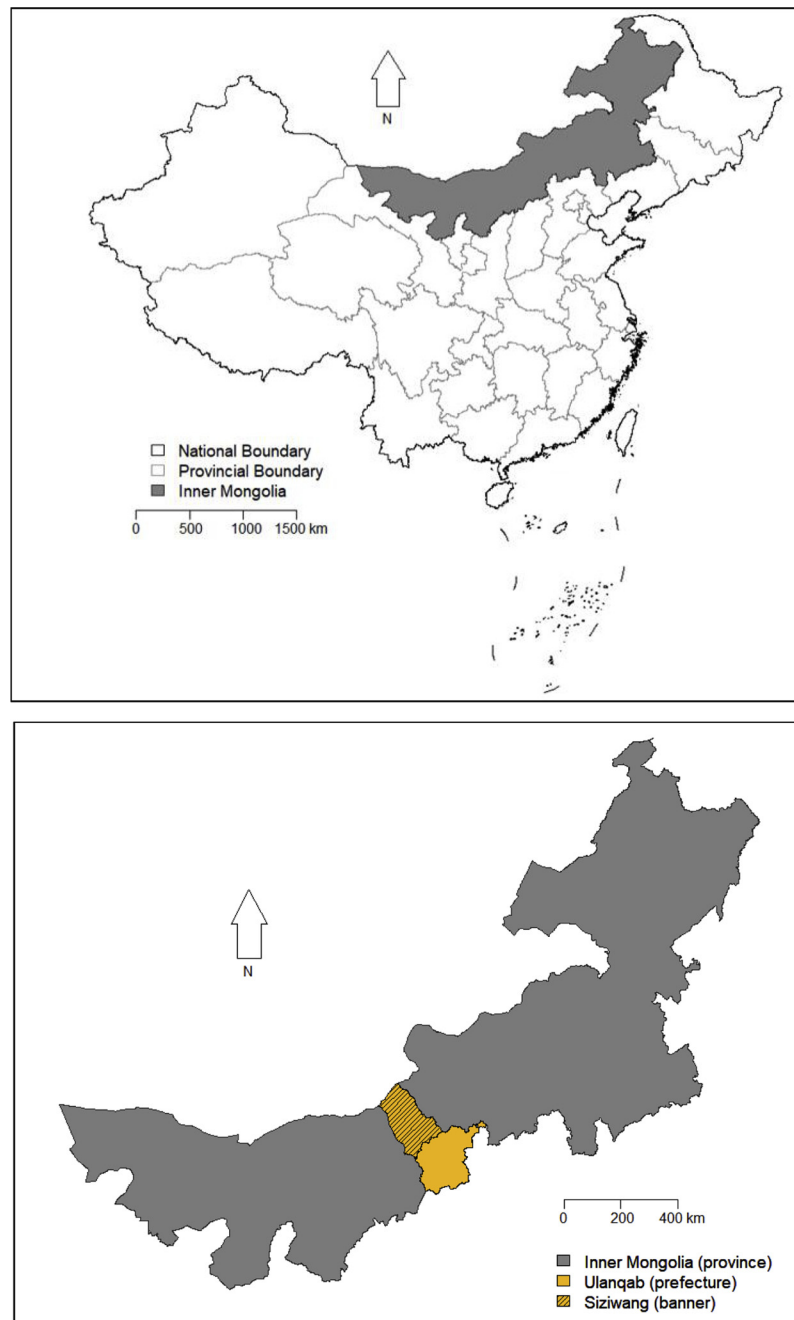 N
National Boundary
Provincial Boundary
Inner Mongolia
0 500 1000 1500 km
N
0 200 400 km
Inner Mongolia (province)
Ulanqab (prefecture)
Siziwang (banner)